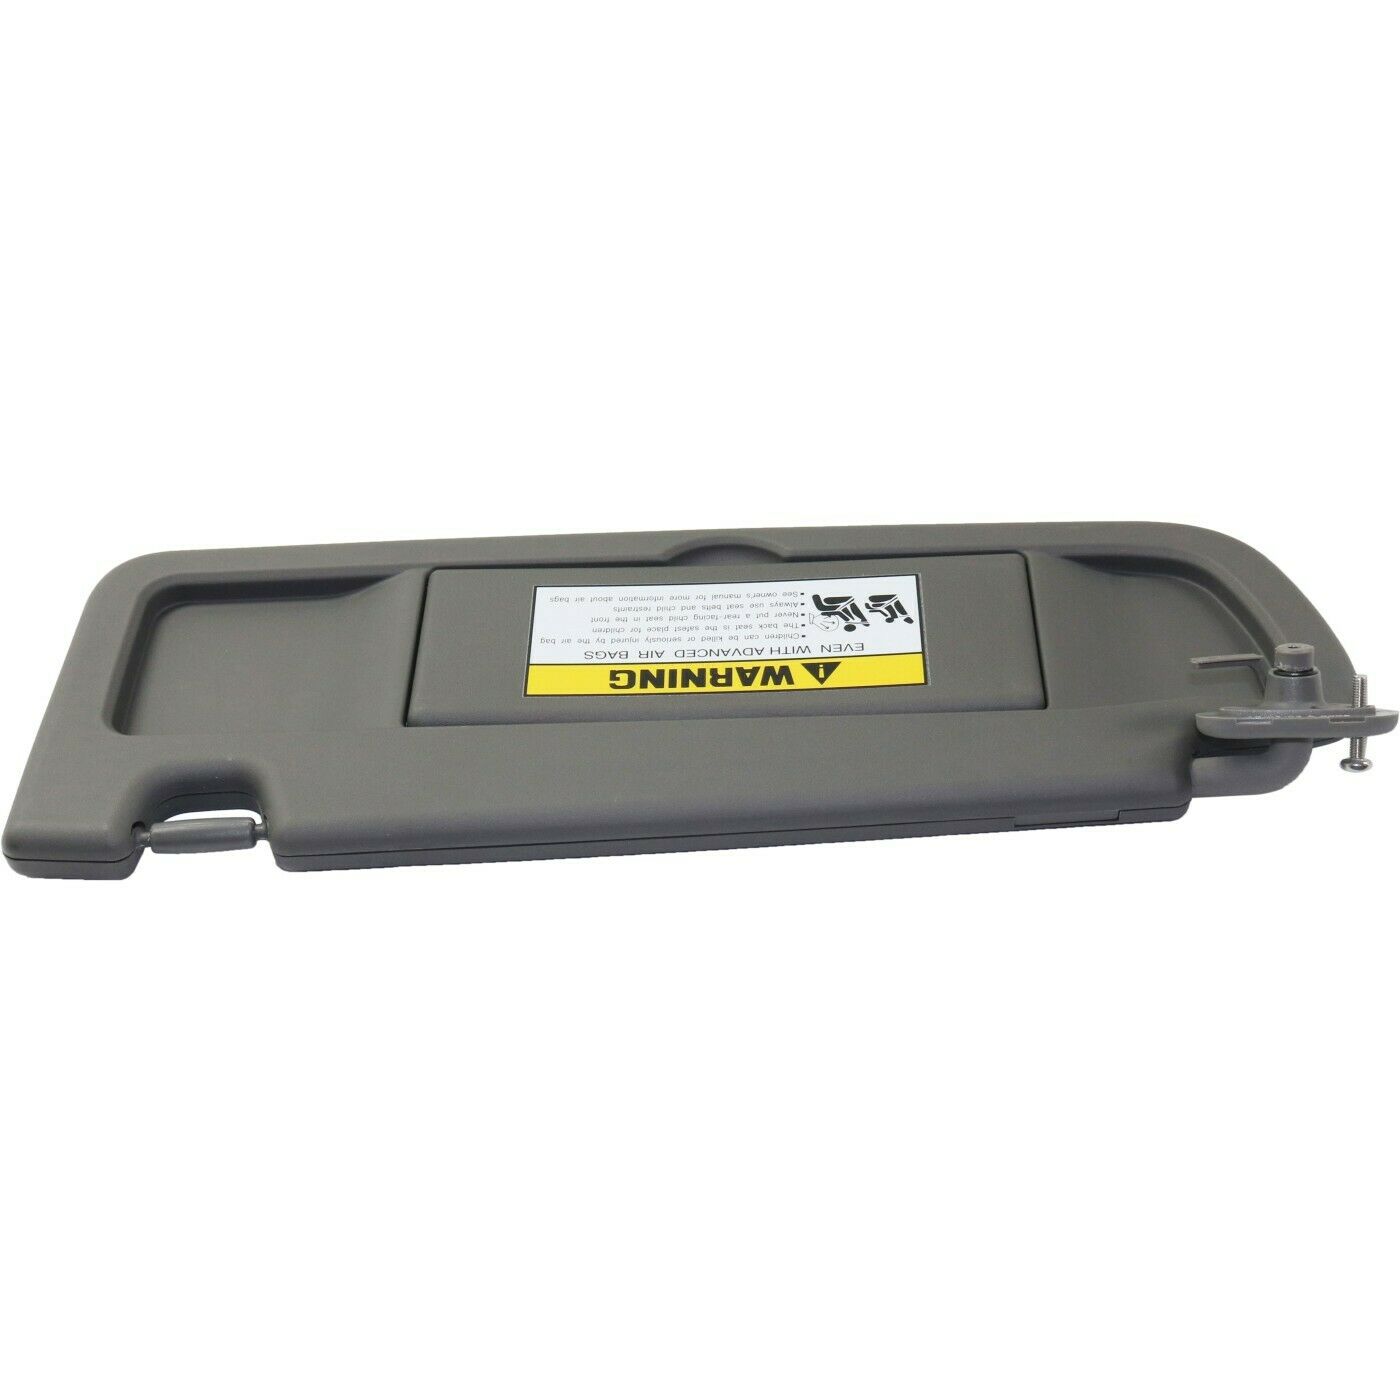 WARNING
EVEN WITH ADVANCED AIR BAGS
• Children can be killed or seriously injured by the air bag
• The back seat is the safest place for children
• Never put a rear-facing child seat in the front
• Always use seat belts and child restraints
• See owner's manual for more information about air bags